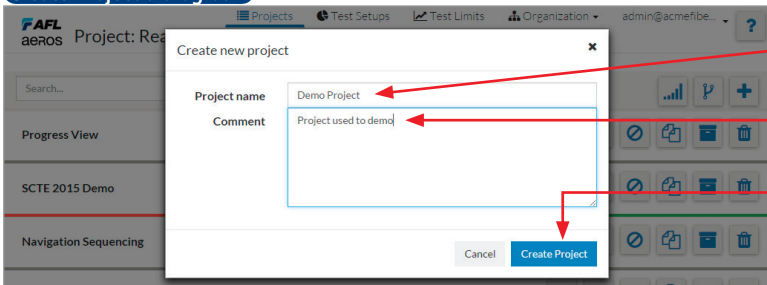 Projects Test Setups Test Limits Organization admin@acmefibe...
AFL
aeros Project: Rea
?
Create new project x
Search...
Project name Demo Project
Comment Project used to demo
Progress View
SCTE 2015 Demo
Navigation Sequencing
Cancel Create Project